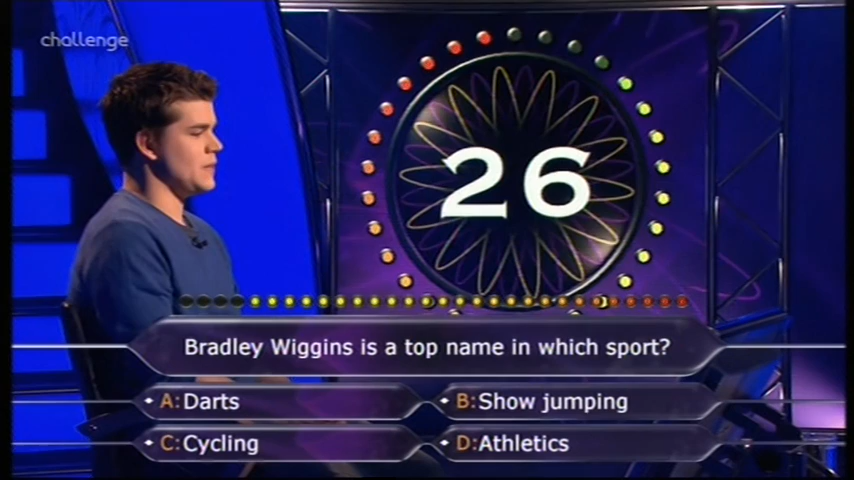 challenge
26
Bradley Wiggins is a top name in which sport?
A: Darts
B: Show jumping
C: Cycling
D: Athletics